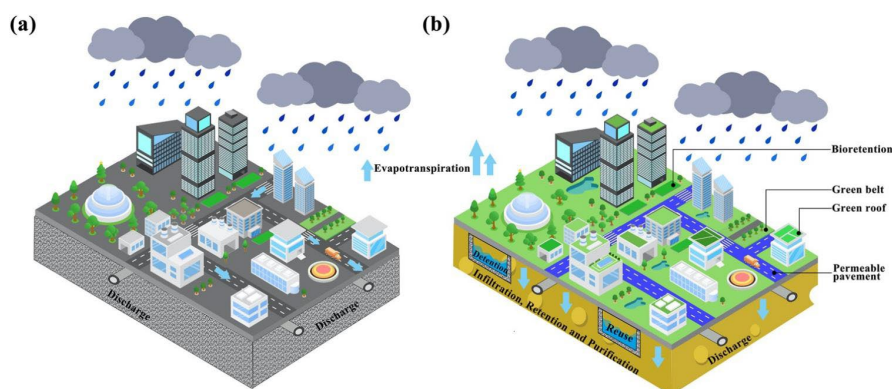 (a)
(b)
Evapotranspiration
Bioretention
Green belt
Green roof
Permeable
pavement
Discharge
Discharge
Detention
Infiltration, Retention and Purification
Reuse
Discharge